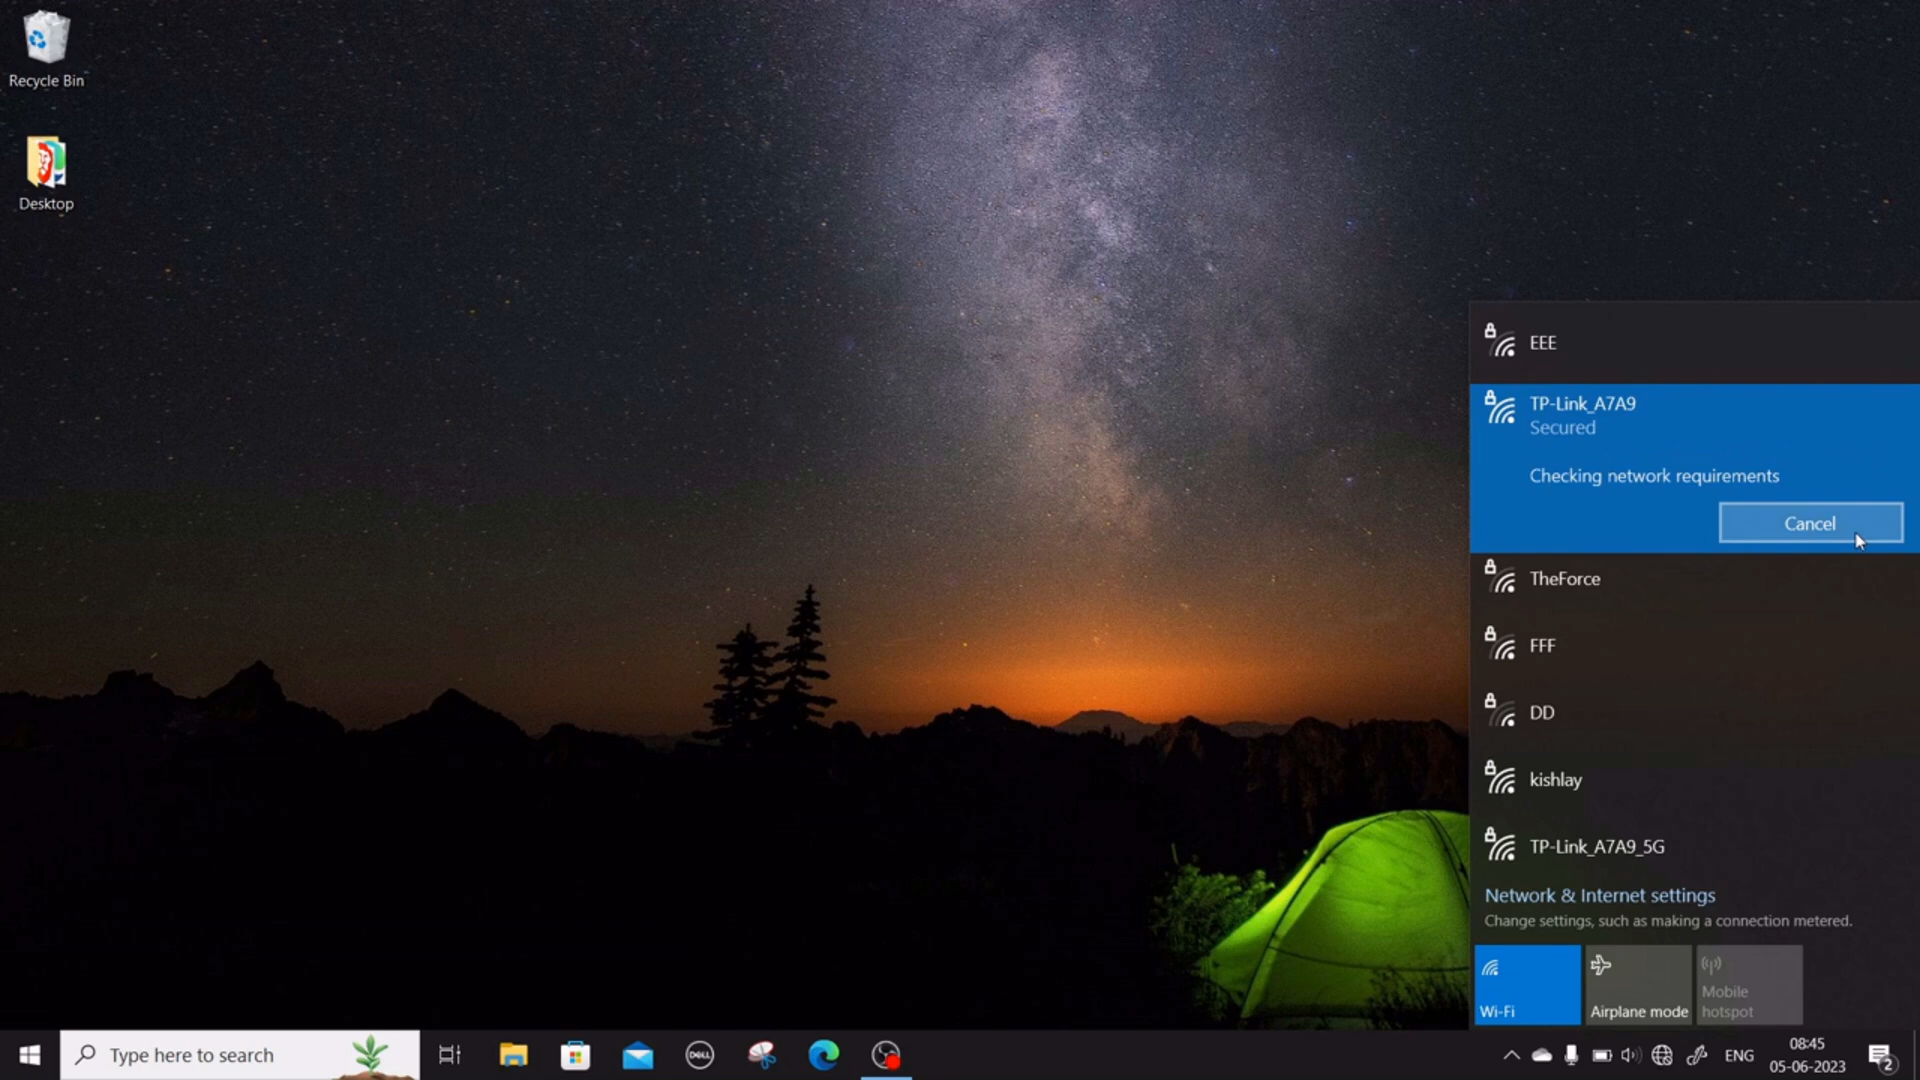 Recycle Bin
Desktop
EEE
TP-Link_A7A9
Secured
Checking network requirements
Cancel
TheForce
FFF
DD
kishlay
TP-Link_A7A9_5G
Network & Internet settings
Change settings, such as making a connection metered.
Wi-Fi
Airplane mode
Mobile
hotspot
Type here to search
DELL
ENG
08:45
05-06-2023
2